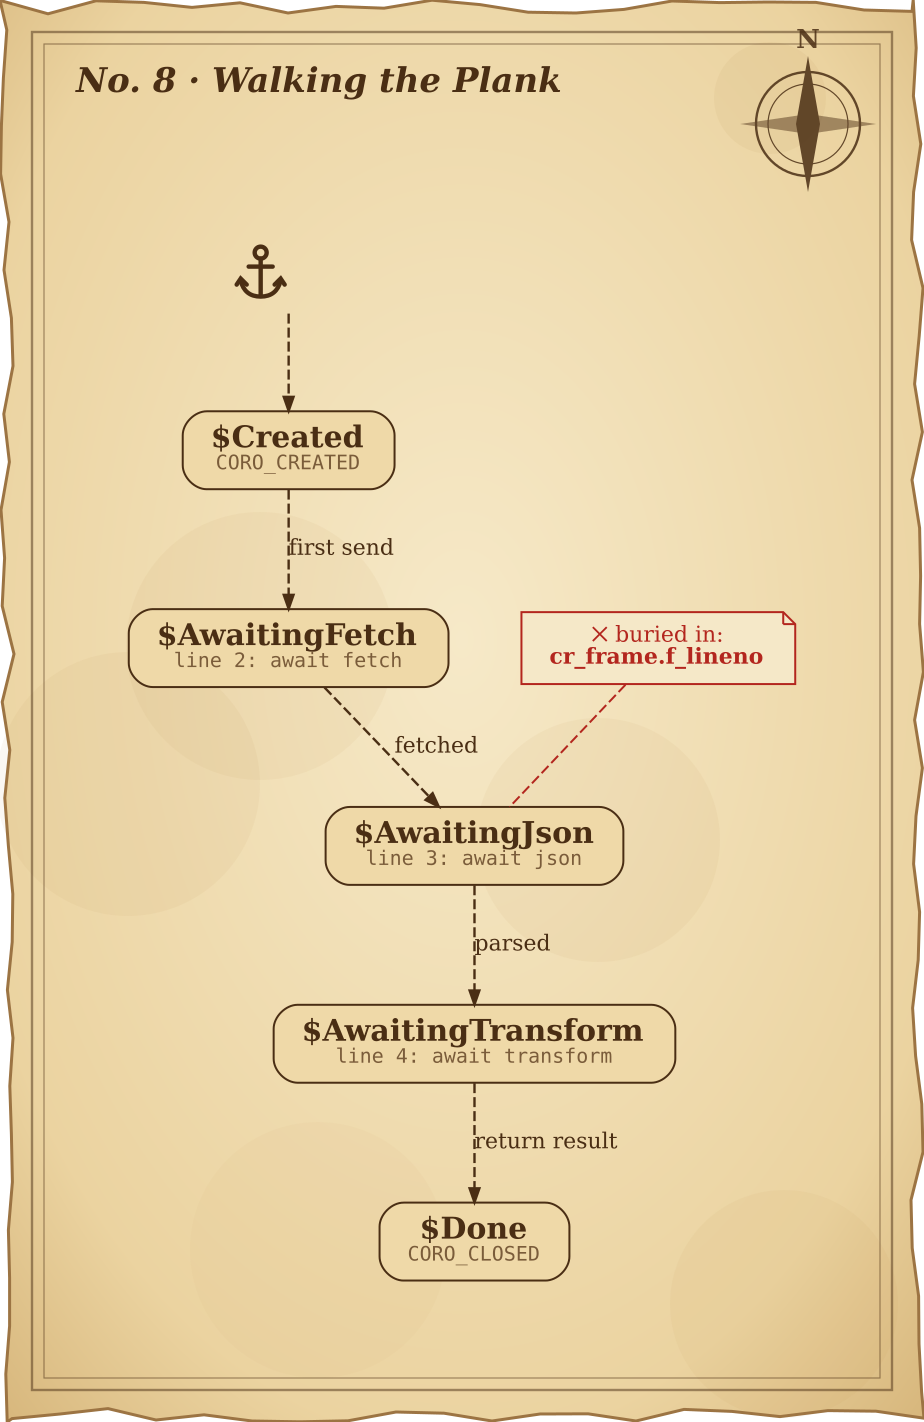 N
No. 8 · Walking the Plank
$Created
CORO_CREATED
first send
$AwaitingFetch
line 2: await fetch
✕ buried in:
cr_frame.f_lineno
fetched
$AwaitingJson
line 3: await json
parsed
$AwaitingTransform
line 4: await transform
return result
$Done
CORO_CLOSED